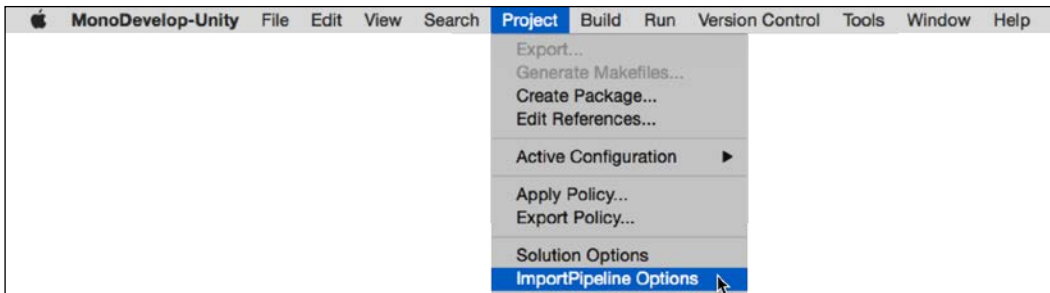 MonoDevelop-Unity File Edit View Search Project Build Run Version Control Tools Window Help
Export...
Generate Makefiles...
Create Package...
Edit References...
Active Configuration
Apply Policy...
Export Policy...
Solution Options
ImportPipeline Options